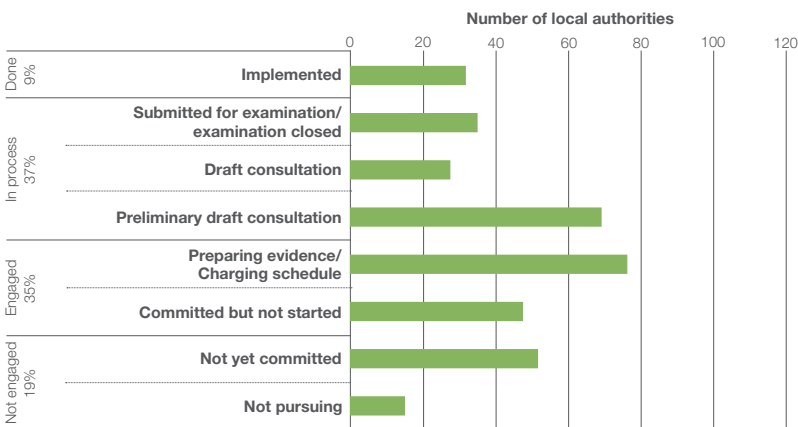 Number of local authorities
0 20 40 60 80 100 120
Done
9%
Implemented
In process
37%
Submitted for examination/
examination closed
Draft consultation
Preliminary draft consultation
Engaged
35%
Preparing evidence/
Charging schedule
Committed but not started
Not engaged
19%
Not yet committed
Not pursuing